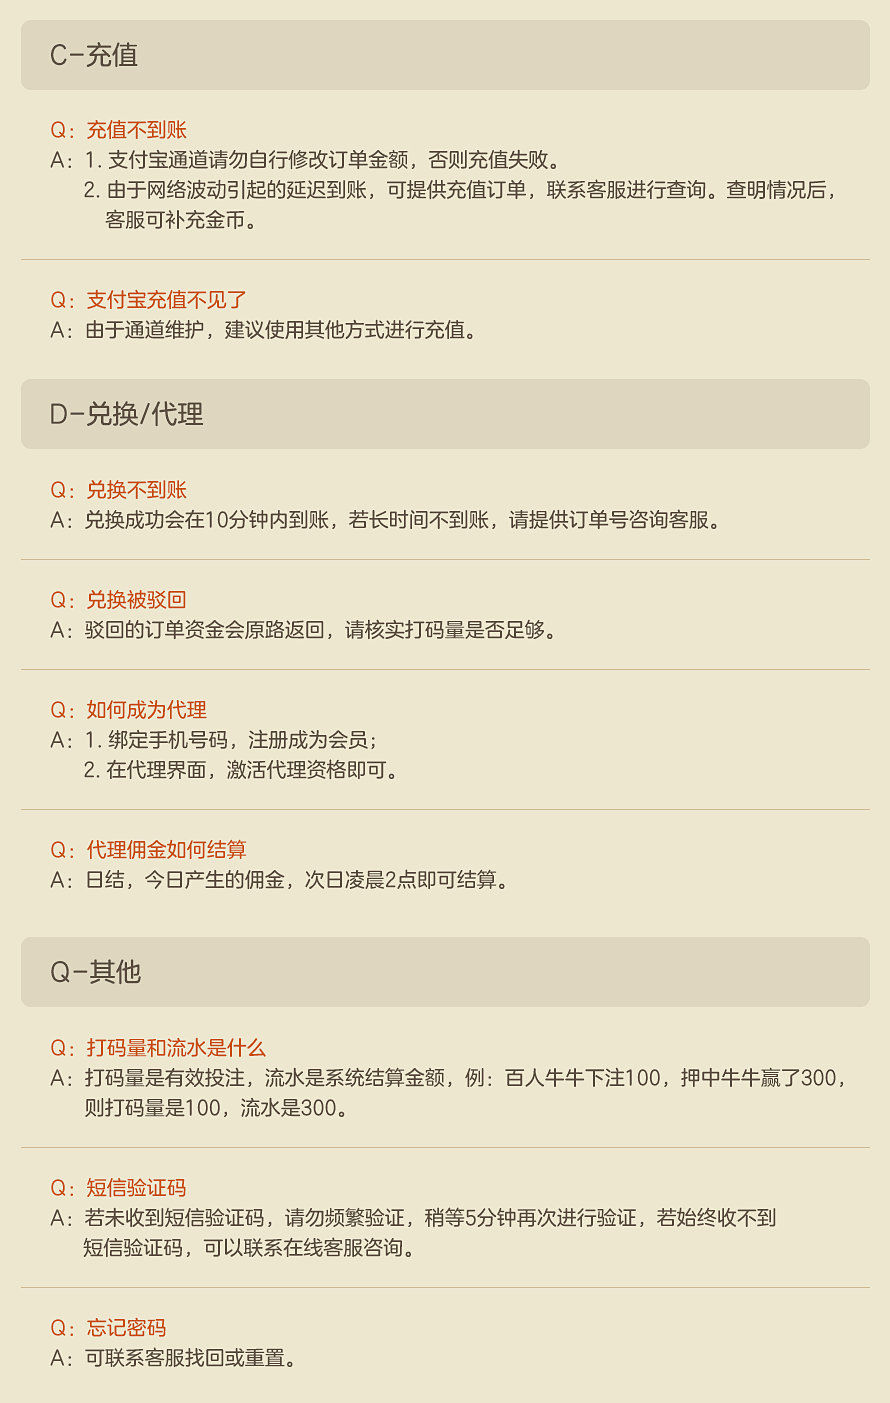 C-充值
Q：充值不到账
A：1. 支付宝通道请勿自行修改订单金额，否则充值失败。
2. 由于网络波动引起的延迟到账，可提供充值订单，联系客服进行查询。查明情况后，
客服可补充金币。
Q：支付宝充值不见了
A：由于通道维护，建议使用其他方式进行充值。
D-兑换/代理
Q：兑换不到账
A：兑换成功会在10分钟内到账，若长时间不到账，请提供订单号咨询客服。
Q：兑换被驳回
A：驳回的订单资金会原路返回，请核实打码量是否足够。
Q：如何成为代理
A：1. 绑定手机号码，注册成为会员；
2. 在代理界面，激活代理资格即可。
Q：代理佣金如何结算
A：日结，今日产生的佣金，次日凌晨2点即可结算。
Q-其他
Q：打码量和流水是什么
A：打码量是有效投注，流水是系统结算金额，例：百人牛牛下注100，押中牛牛赢了300，
则打码量是100，流水是300。
Q：短信验证码
A：若未收到短信验证码，请勿频繁验证，稍等5分钟再次进行验证，若始终收不到
短信验证码，可以联系在线客服咨询。
Q：忘记密码
A：可联系客服找回或重置。